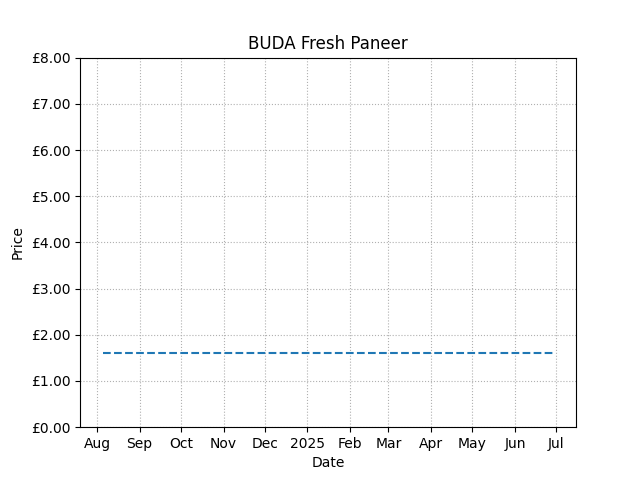 BUDA Fresh Paneer
£8.00
£7.00
£6.00
£5.00
£4.00
£3.00
£2.00
£1.00
£0.00
Price
Aug Sep Oct Nov Dec 2025 Feb Mar Apr May Jun Jul
Date